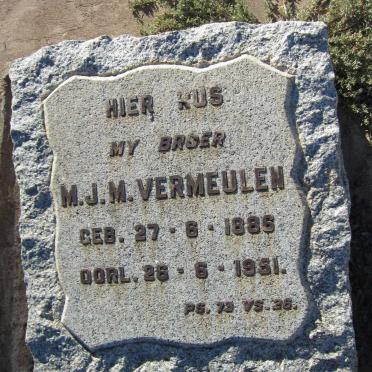 HIER RUS
MY BROER
M.J.M. VERMEULEN
GEB. 27-6-1885
OORL. 26-6-1951.
PS. 73 VS. 26.